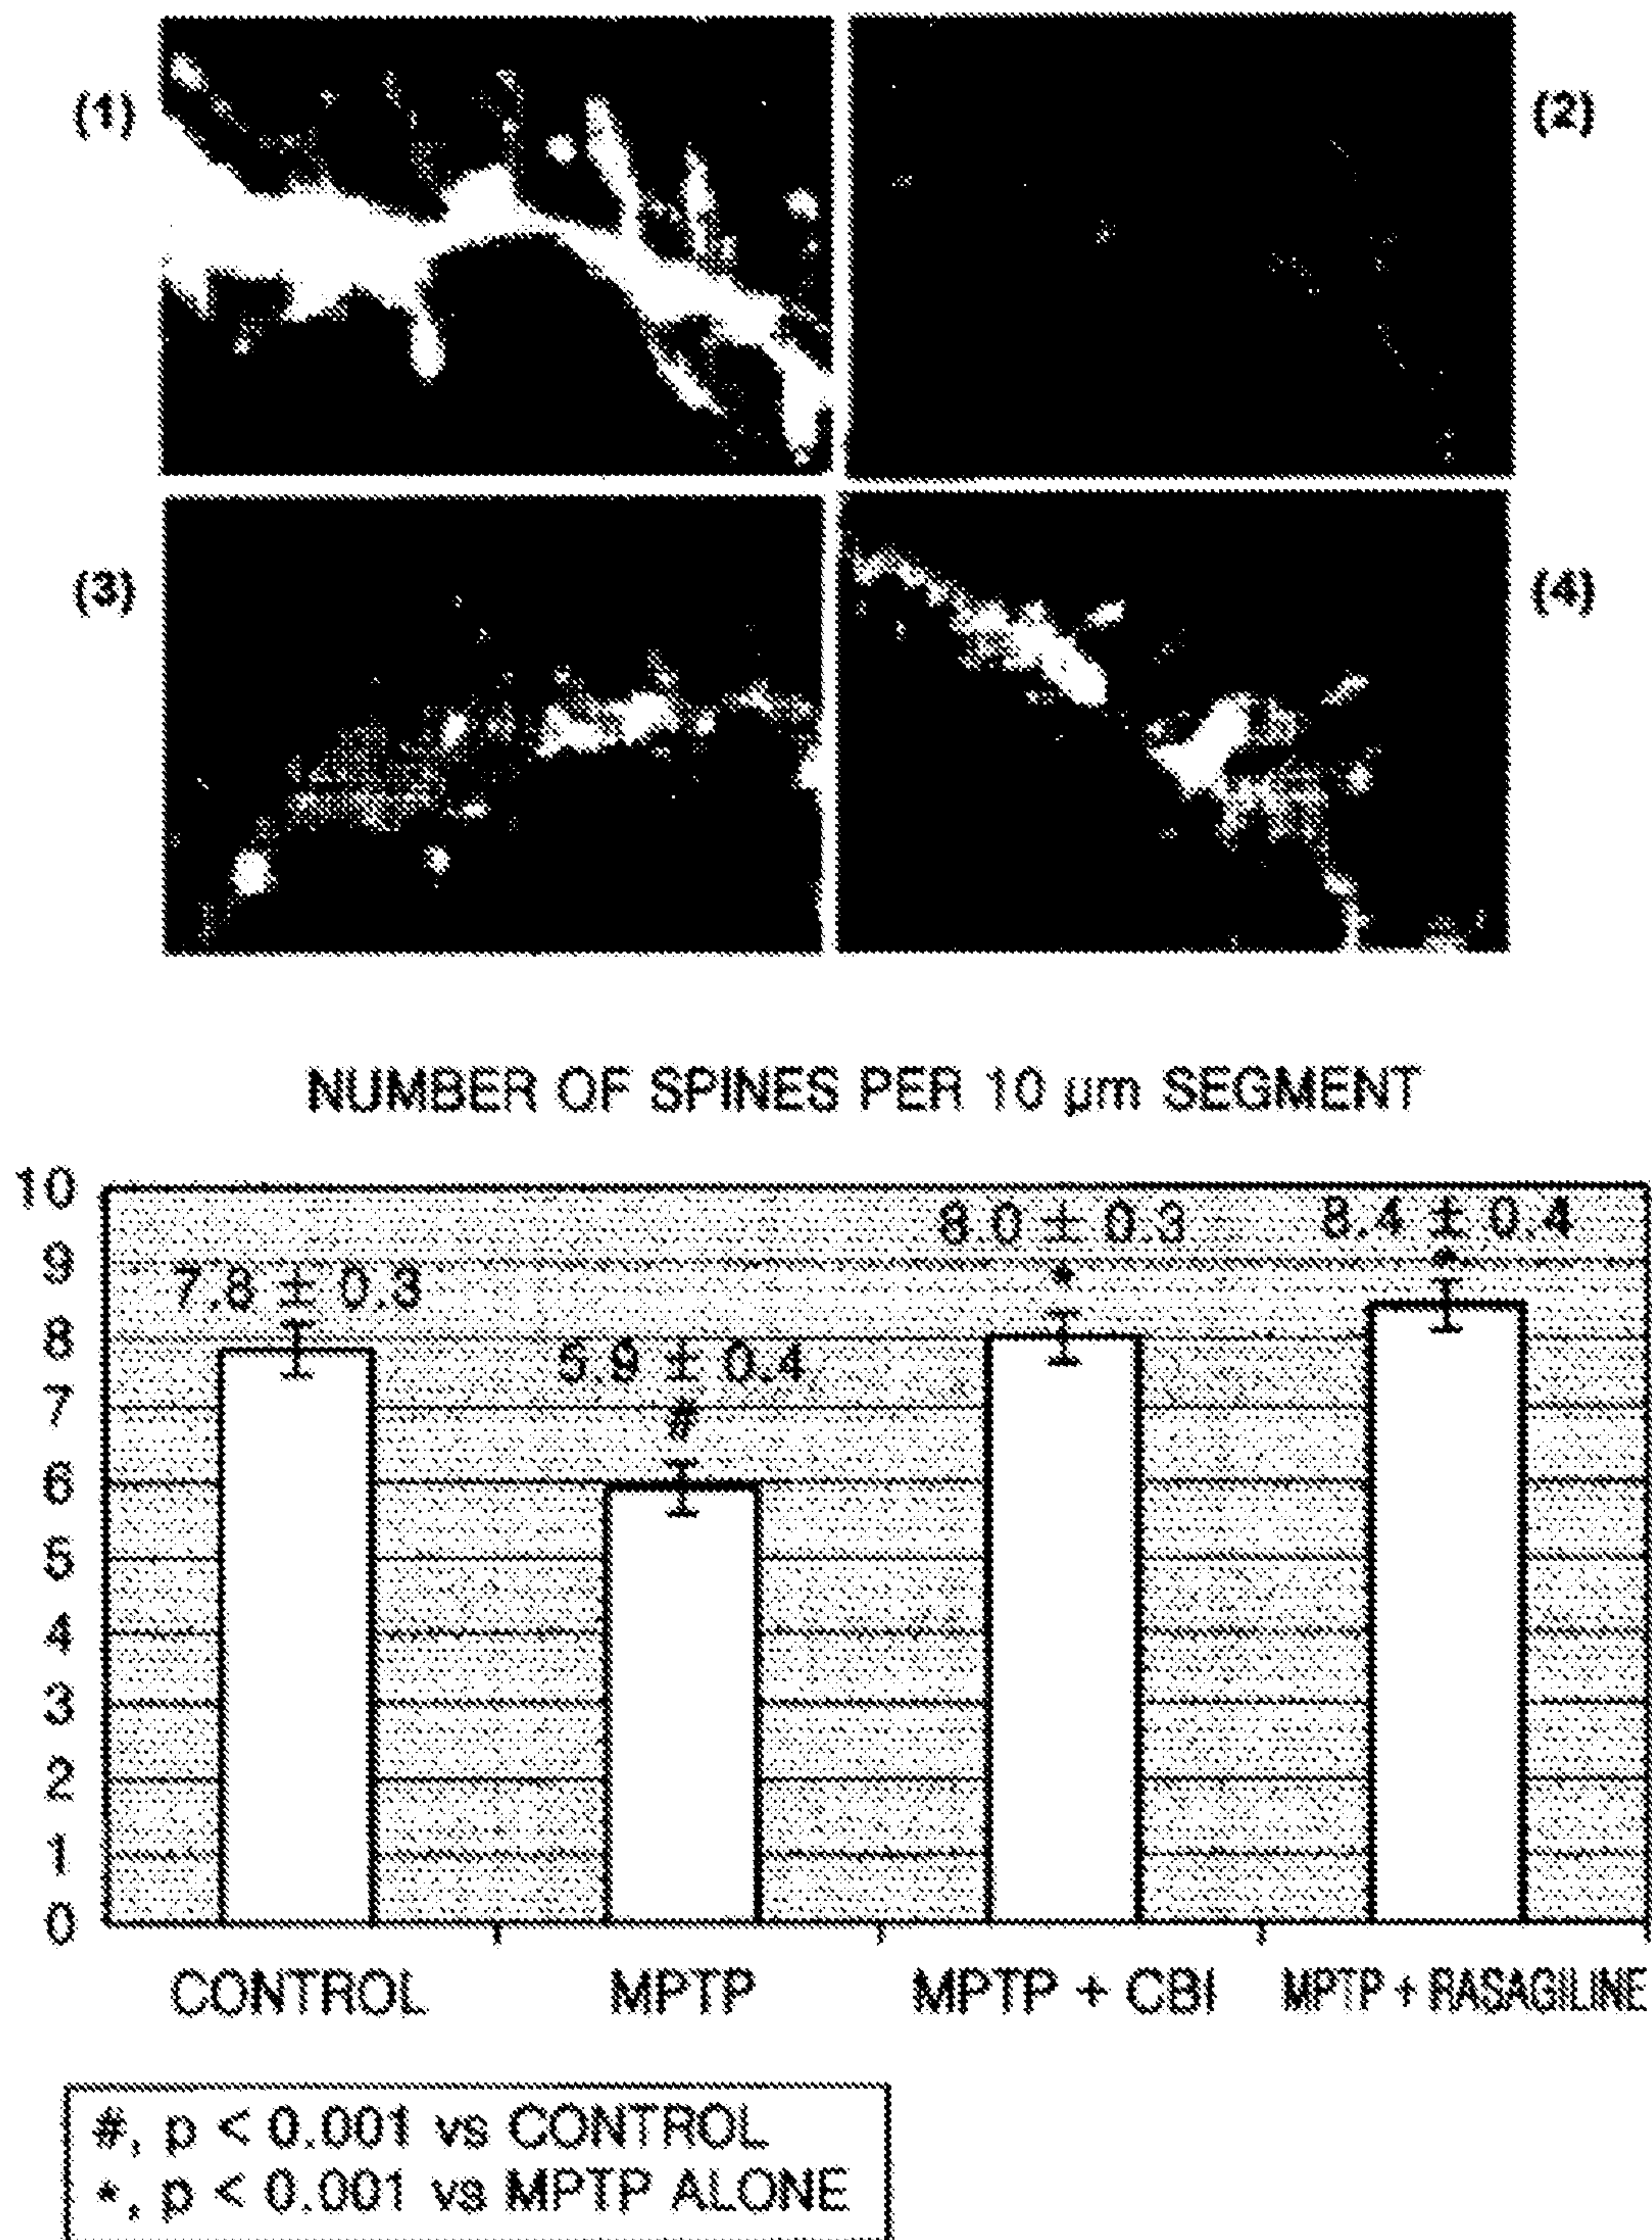 (1)
(2)
(3)
(4)
NUMBER OF SPINES PER 10 µm SEGMENT
10
9
8
7
6
5
4
3
2
1
0
7.8 ± 0.3
5.9 ± 0.4
#
8.0 ± 0.3
*
8.4 ± 0.4
*
CONTROL
MPTP
MPTP + CBI
MPTP + RASAGILINE
#, p < 0.001 vs CONTROL
*, p < 0.001 vs MPTP ALONE